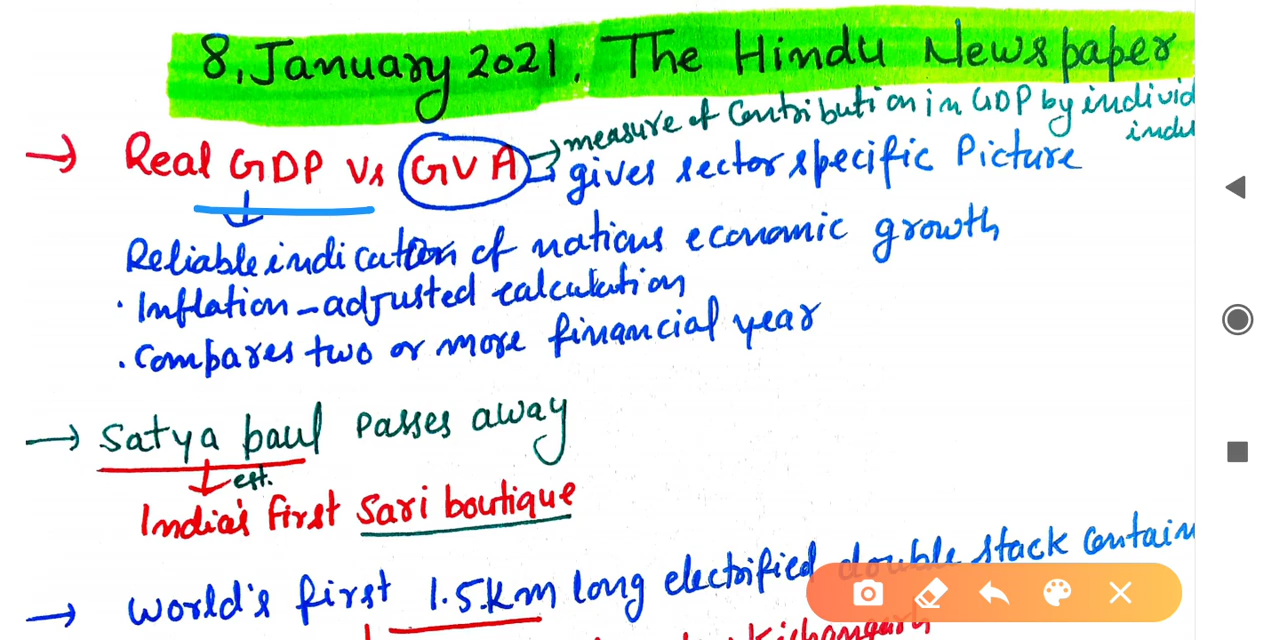 8, January 2021, The Hindu Newspaper
→ measure of Contribution in GDP by individ
indus
→ Real GDP Vs GVA → gives sector specific Picture
Reliable indication of nations economic growth
· Inflation-adjusted calculation
· Compares two or more financial year
→ Satya paul Passes away
est.
India's first Sari boutique
→ World's first 1.5km long electrified double stack Contain